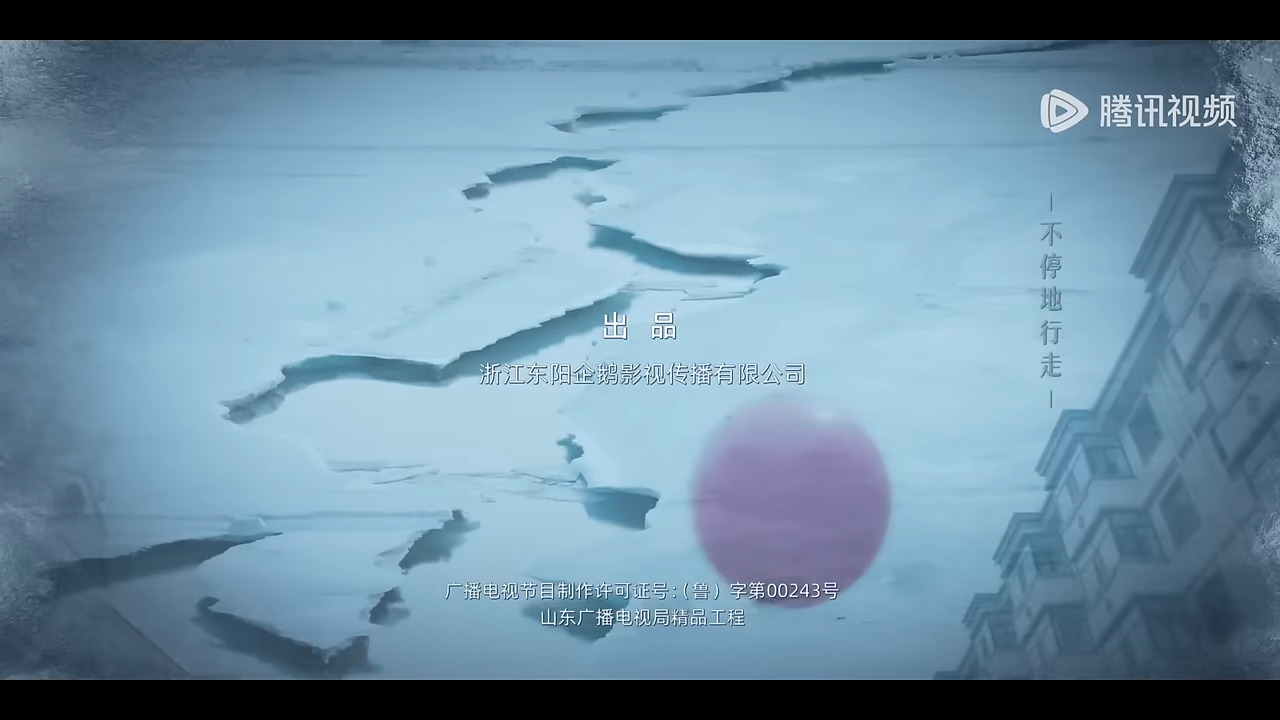 腾讯视频
不停地行走
出品
浙江东阳企鹅影视传播有限公司
广播电视节目制作许可证号:(鲁)字第00243号
山东广播电视局精品工程